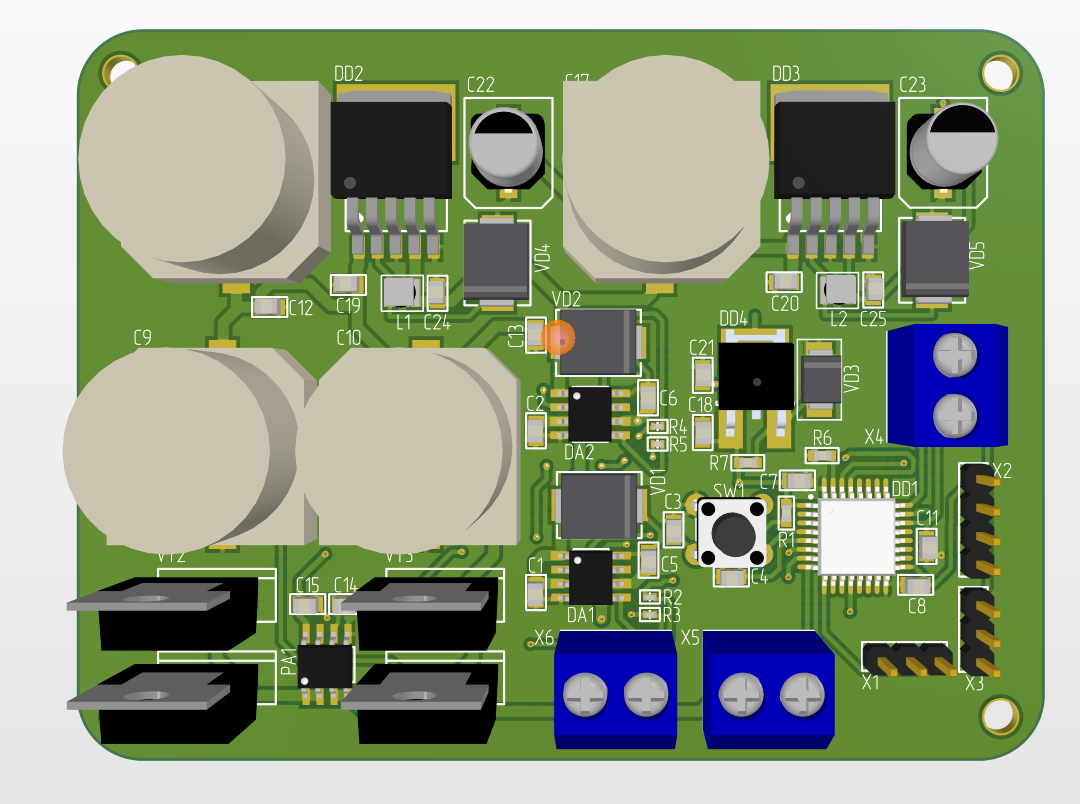 DD2
C22
C17
DD3
C23
VD4
VD5
C12
C19
L1
C24
VD2
C20
L2
C25
C13
DD4
C9
C10
C21
VD3
C6
C2
C18
R4
R5
DA2
R7
R6
X4
X2
VD1
C7
SW1
DD1
C3
R1
C11
VT2
VT3
C1
C5
C4
C15
C14
R2
R3
C8
DA1
X6
X5
PA1
X1
X3